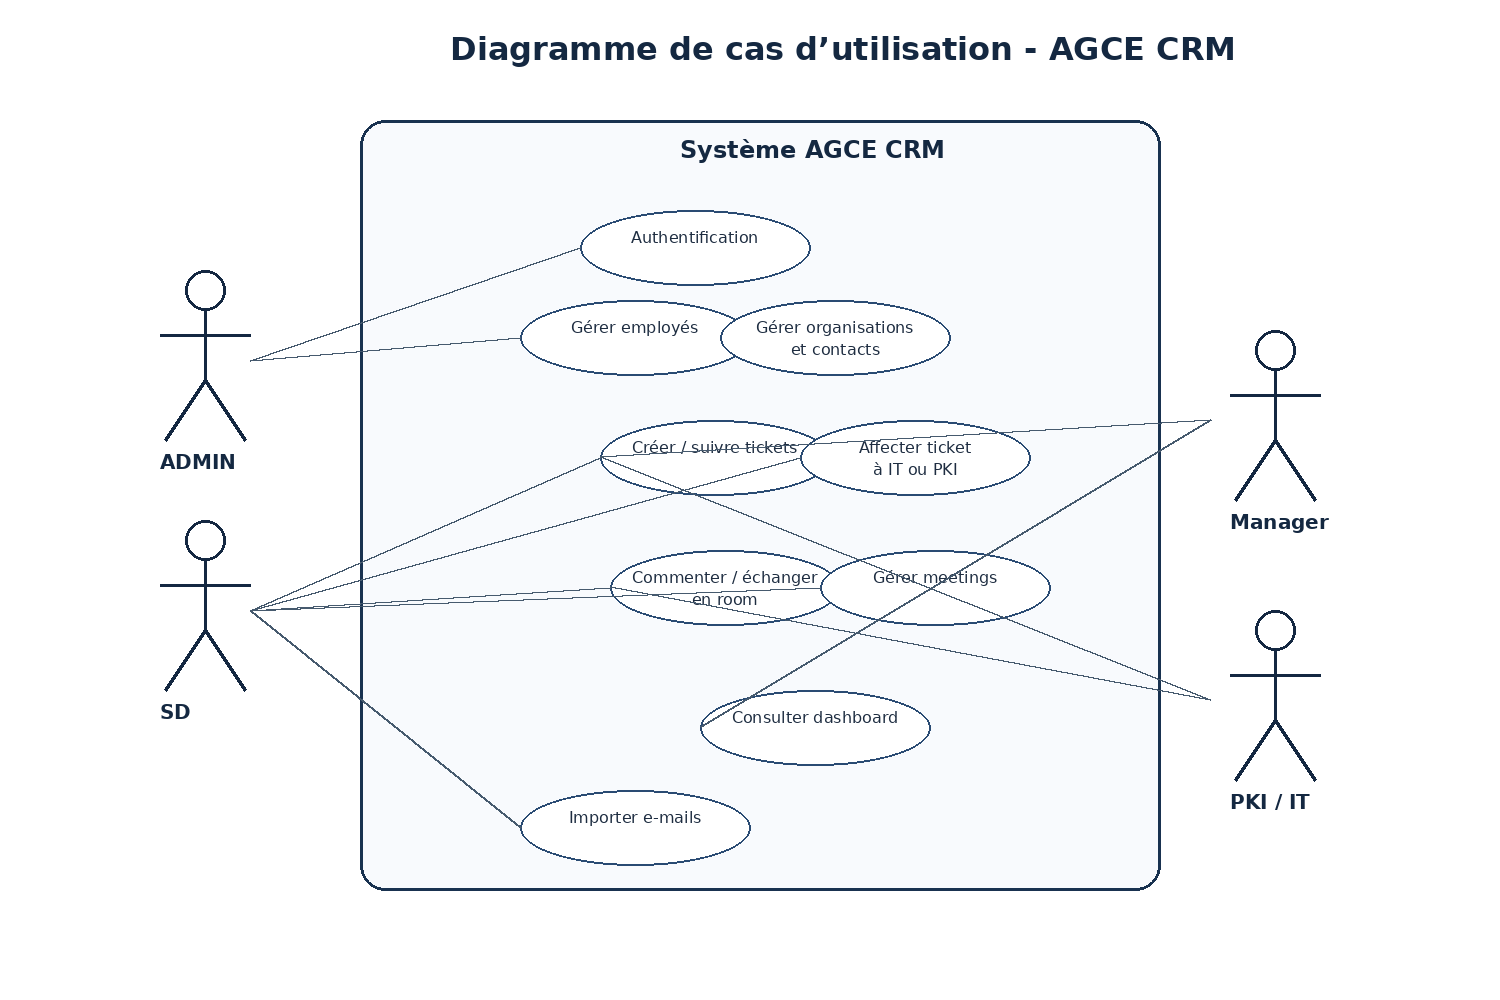 Diagramme de cas d’utilisation - AGCE CRM
Système AGCE CRM
Authentification
Gérer employés
Gérer organisations
et contacts
Créer / suivre tickets
Affecter ticket
à IT ou PKI
ADMIN
Manager
Commenter / échanger
en room
Gérer meetings
SD
Consulter dashboard
PKI / IT
Importer e-mails